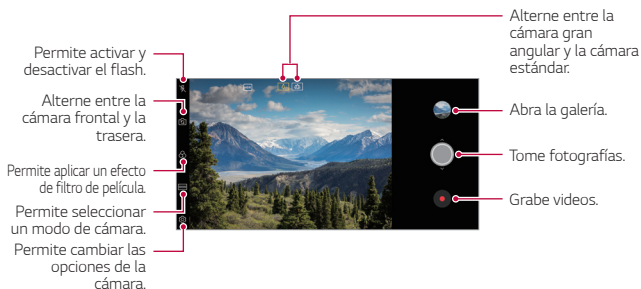 Permite activar y
desactivar el flash.
Alterne entre la
cámara frontal y la
trasera.
Permite aplicar un efecto
de filtro de película.
Permite seleccionar
un modo de cámara.
Permite cambiar las
opciones de la
cámara.
Alterne entre la
cámara gran
angular y la cámara
estándar.
Abra la galería.
Tome fotografías.
Grabe videos.